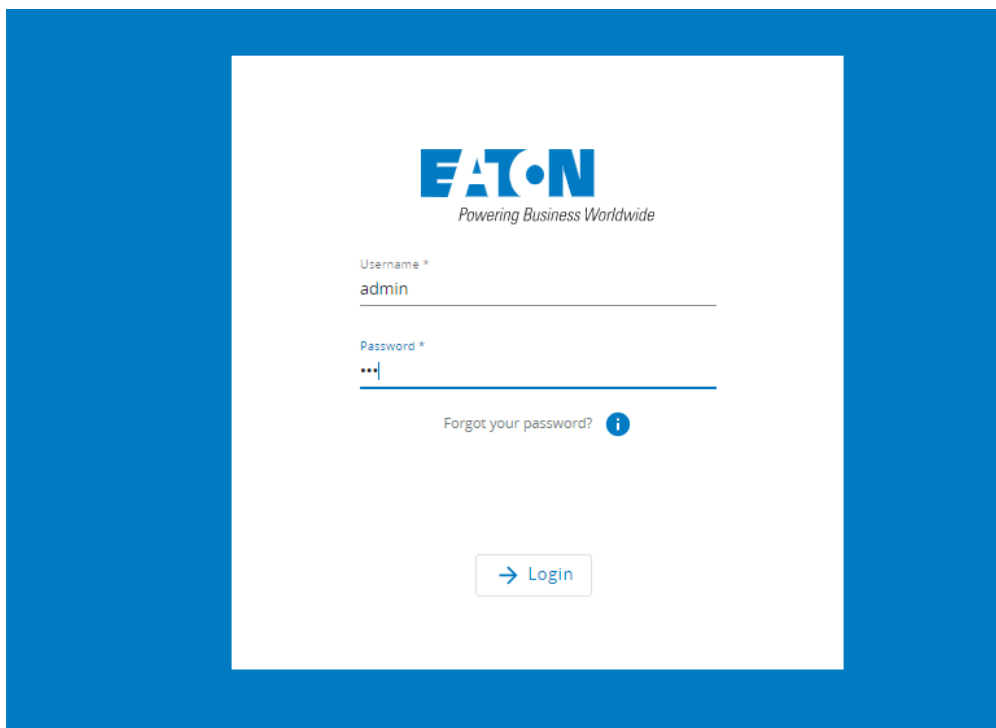 EATON
Powering Business Worldwide
Username *
admin
Password *
•••
Forgot your password?
Login